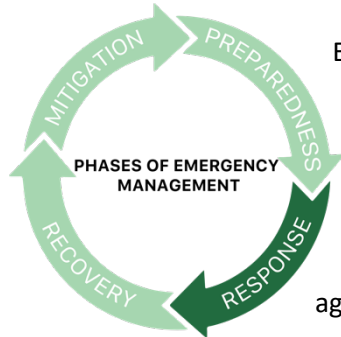 MITIGATION
PREPAREDNESS
E
PHASES OF EMERGENCY
MANAGEMENT
RECOVERY
RESPONSE
ag